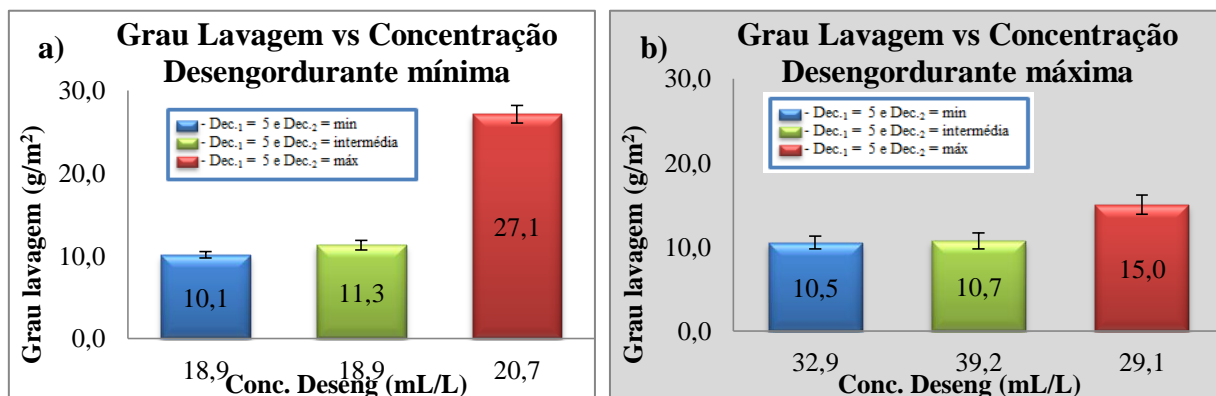 a)
Grau Lavagem vs Concentração
Desengordurante mínima
30,0
20,0
10,0
0,0
Grau lavagem (g/m²)
- Dec.1 = 5 e Dec.2 = min
- Dec.1 = 5 e Dec.2 = intermédia
- Dec.1 = 5 e Dec.2 = máx
10,1
11,3
27,1
18,9
18,9
20,7
Conc. Deseng (mL/L)
b)
Grau Lavagem vs Concentração
Desengordurante máxima
30,0
20,0
10,0
0,0
Grau lavagem (g/m²)
- Dec.1 = 5 e Dec.2 = min
- Dec.1 = 5 e Dec.2 = intermédia
- Dec.1 = 5 e Dec.2 = máx
10,5
10,7
15,0
32,9
39,2
29,1
Conc. Deseng (mL/L)